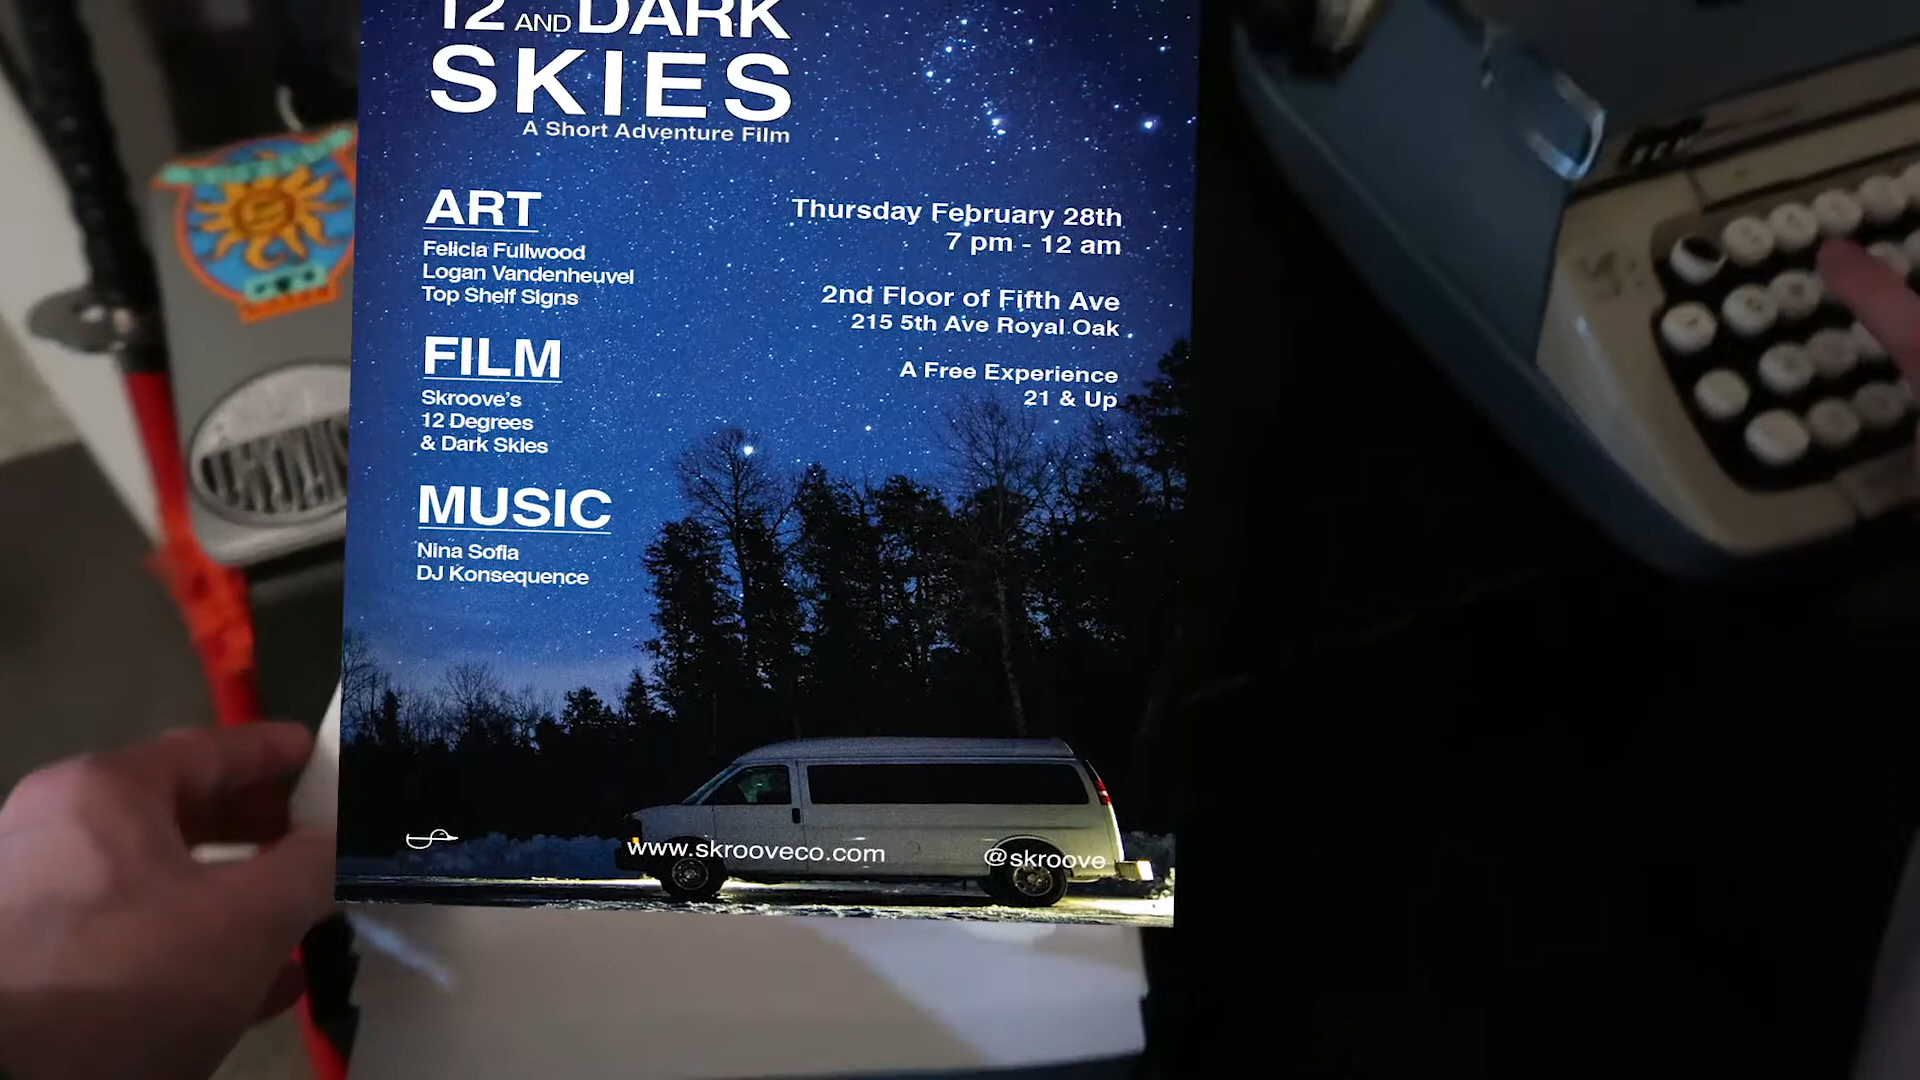 12 AND DARK
SKIES
A Short Adventure Film
ART
Felicia Fullwood
Logan Vandenheuvel
Top Shelf Signs
FILM
Skroove's
12 Degrees
& Dark Skies
MUSIC
Nina Sofia
DJ Konsequence
Thursday February 28th
7 pm - 12 am
2nd Floor of Fifth Ave
215 5th Ave Royal Oak
A Free Experience
21 & Up
www.skrooveco.com
@skroove